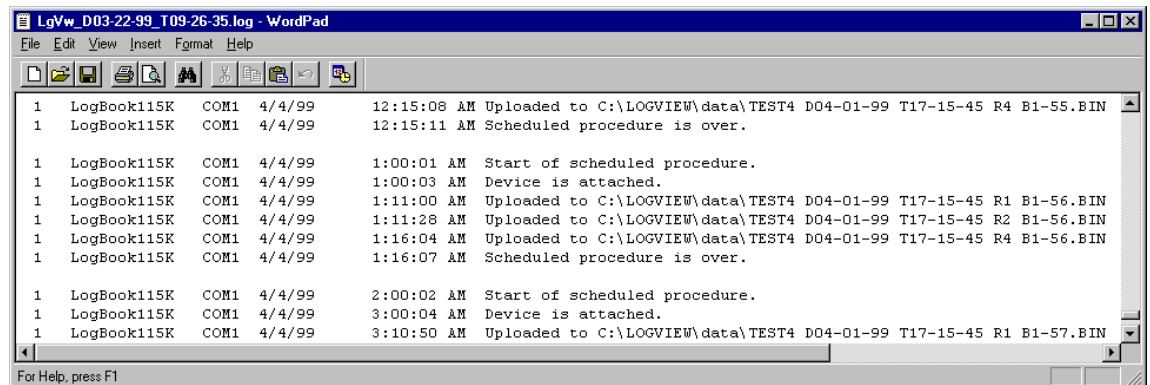 LgVw_D03-22-99_T09-26-35.log - WordPad
File Edit View Insert Format Help
1 LogBook115K COM1 4/4/99 12:15:08 AM Uploaded to C:\LOGVIEW\data\TEST4 D04-01-99 T17-15-45 R4 B1-55.BIN
1 LogBook115K COM1 4/4/99 12:15:11 AM Scheduled procedure is over.
1 LogBook115K COM1 4/4/99 1:00:01 AM Start of scheduled procedure.
1 LogBook115K COM1 4/4/99 1:00:03 AM Device is attached.
1 LogBook115K COM1 4/4/99 1:11:00 AM Uploaded to C:\LOGVIEW\data\TEST4 D04-01-99 T17-15-45 R1 B1-56.BIN
1 LogBook115K COM1 4/4/99 1:11:28 AM Uploaded to C:\LOGVIEW\data\TEST4 D04-01-99 T17-15-45 R2 B1-56.BIN
1 LogBook115K COM1 4/4/99 1:16:04 AM Uploaded to C:\LOGVIEW\data\TEST4 D04-01-99 T17-15-45 R4 B1-56.BIN
1 LogBook115K COM1 4/4/99 1:16:07 AM Scheduled procedure is over.
1 LogBook115K COM1 4/4/99 2:00:02 AM Start of scheduled procedure.
1 LogBook115K COM1 4/4/99 3:00:04 AM Device is attached.
1 LogBook115K COM1 4/4/99 3:10:50 AM Uploaded to C:\LOGVIEW\data\TEST4 D04-01-99 T17-15-45 R1 B1-57.BIN
For Help, press F1